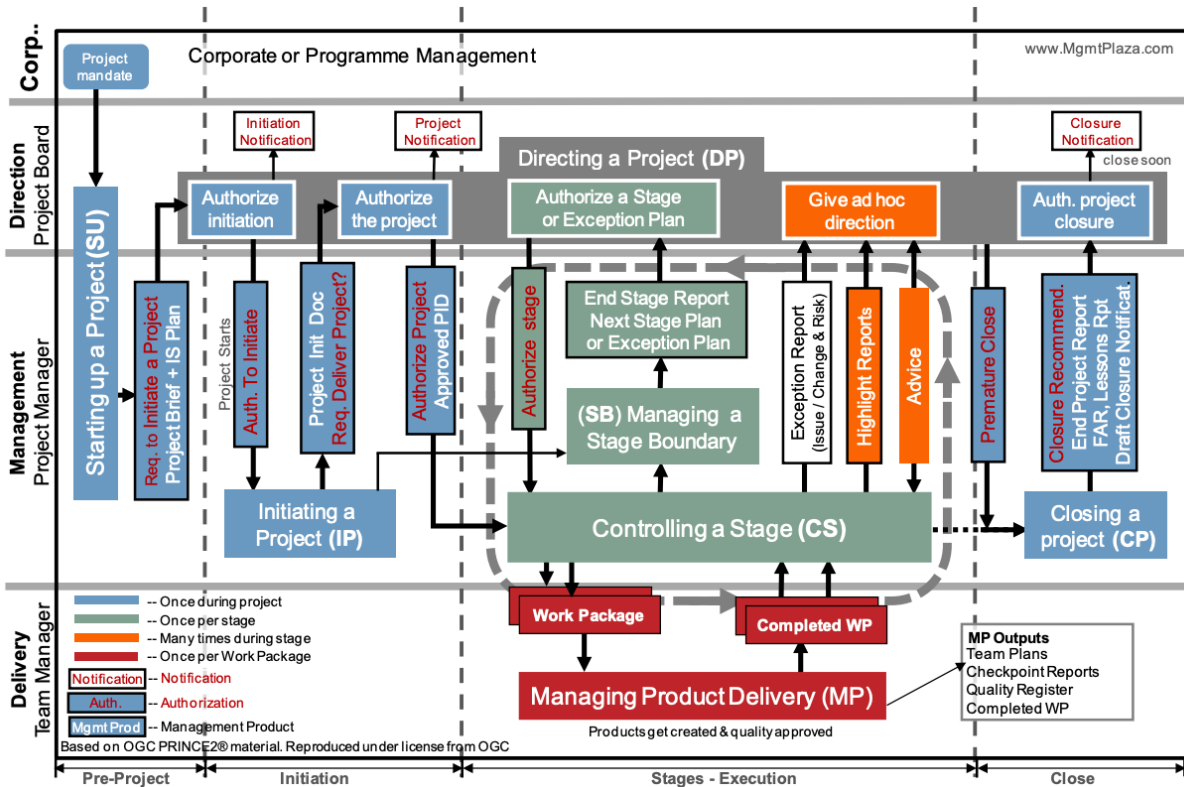 Corp..
Project
mandate
Corporate or Programme Management
www.MgmtPlaza.com
Direction
Project Board
Initiation
Notification
Project
Notification
Closure
Notification
Directing a Project (DP)
close soon
Authorize
initiation
Authorize
the project
Authorize a Stage
or Exception Plan
Give ad hoc
direction
Auth. project
closure
Management
Project Manager
Starting up a Project (SU)
Req. to Initiate a Project
Project Brief + IS Plan
Project Starts
Auth. To Initiate
Project Init Doc
Req. Deliver Project?
Authorize Project
Approved PID
Authorize stage
End Stage Report
Next Stage Plan
or Exception Plan
(SB) Managing a
Stage Boundary
Exception Report
(Issue / Change & Risk)
Highlight Reports
Advice
Premature Close
Closure Recommend.
End Project Report
FAR, Lessons Rpt
Draft Closure Notificat.
Initiating a
Project (IP)
Controlling a Stage (CS)
Closing a
project (CP)
Delivery
Team Manager
-- Once during project
-- Once per stage
-- Many times during stage
-- Once per Work Package
Notification -- Notification
Auth. -- Authorization
Mgmt Prod -- Management Product
Based on OGC PRINCE2® material. Reproduced under license from OGC
Work Package
Completed WP
Managing Product Delivery (MP)
Products get created & quality approved
MP Outputs
Team Plans
Checkpoint Reports
Quality Register
Completed WP
Pre-Project
Initiation
Stages - Execution
Close